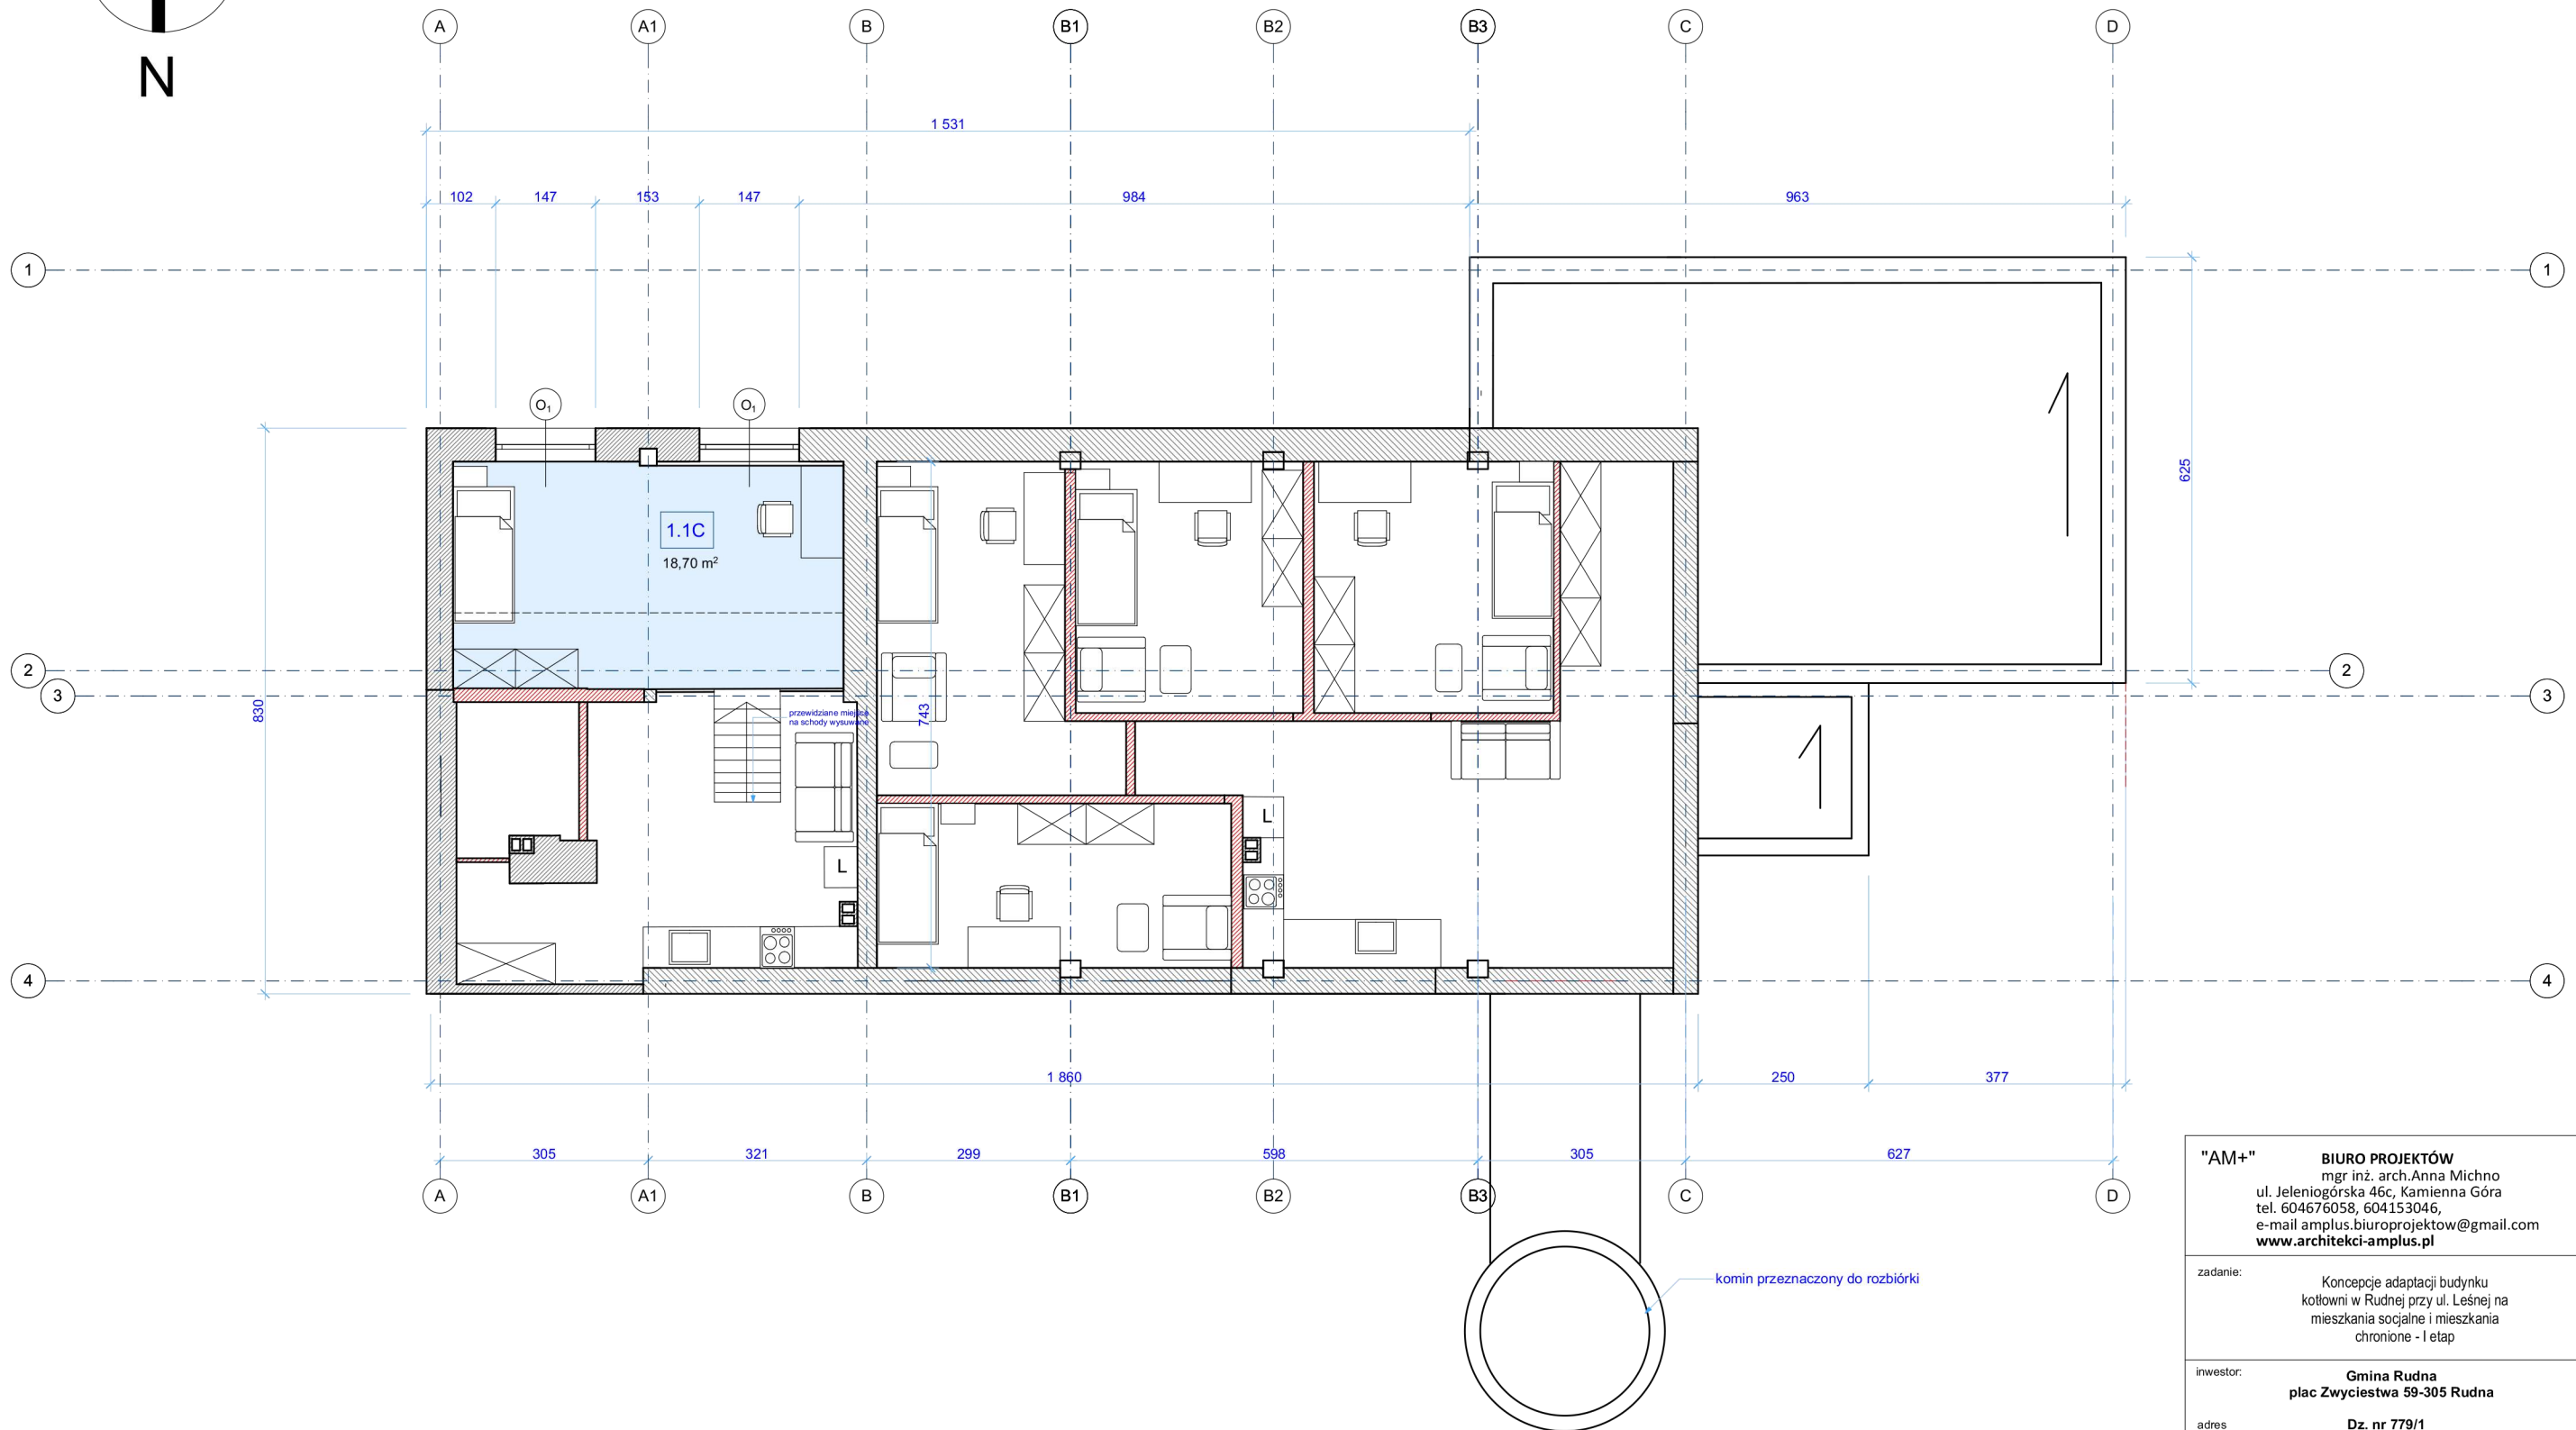 N
A A1 B B1 B2 B3 C D
1 531
102 147 153 147 984 963
1 1
O1 O1
625
1.1C
18,70 m²
2 2
3 3
830
przewidziane miejsce
na schody wysuwane
743
L
L
4 4
1 860 250 377
305 321 299 598 305 627
A A1 B B1 B2 B3 C D
komin przeznaczony do rozbiórki
"AM+" BIURO PROJEKTÓW
mgr inż. arch.Anna Michno
ul. Jeleniogórska 46c, Kamienna Góra
tel. 604676058, 604153046,
e-mail amplus.biuroprojektow@gmail.com
www.architekci-amplus.pl
zadanie:
Koncepcje adaptacji budynku
kotłowni w Rudnej przy ul. Leśnej na
mieszkania socjalne i mieszkania
chronione - I etap
inwestor:
Gmina Rudna
plac Zwyciestwa 59-305 Rudna
adres Dz. nr 779/1